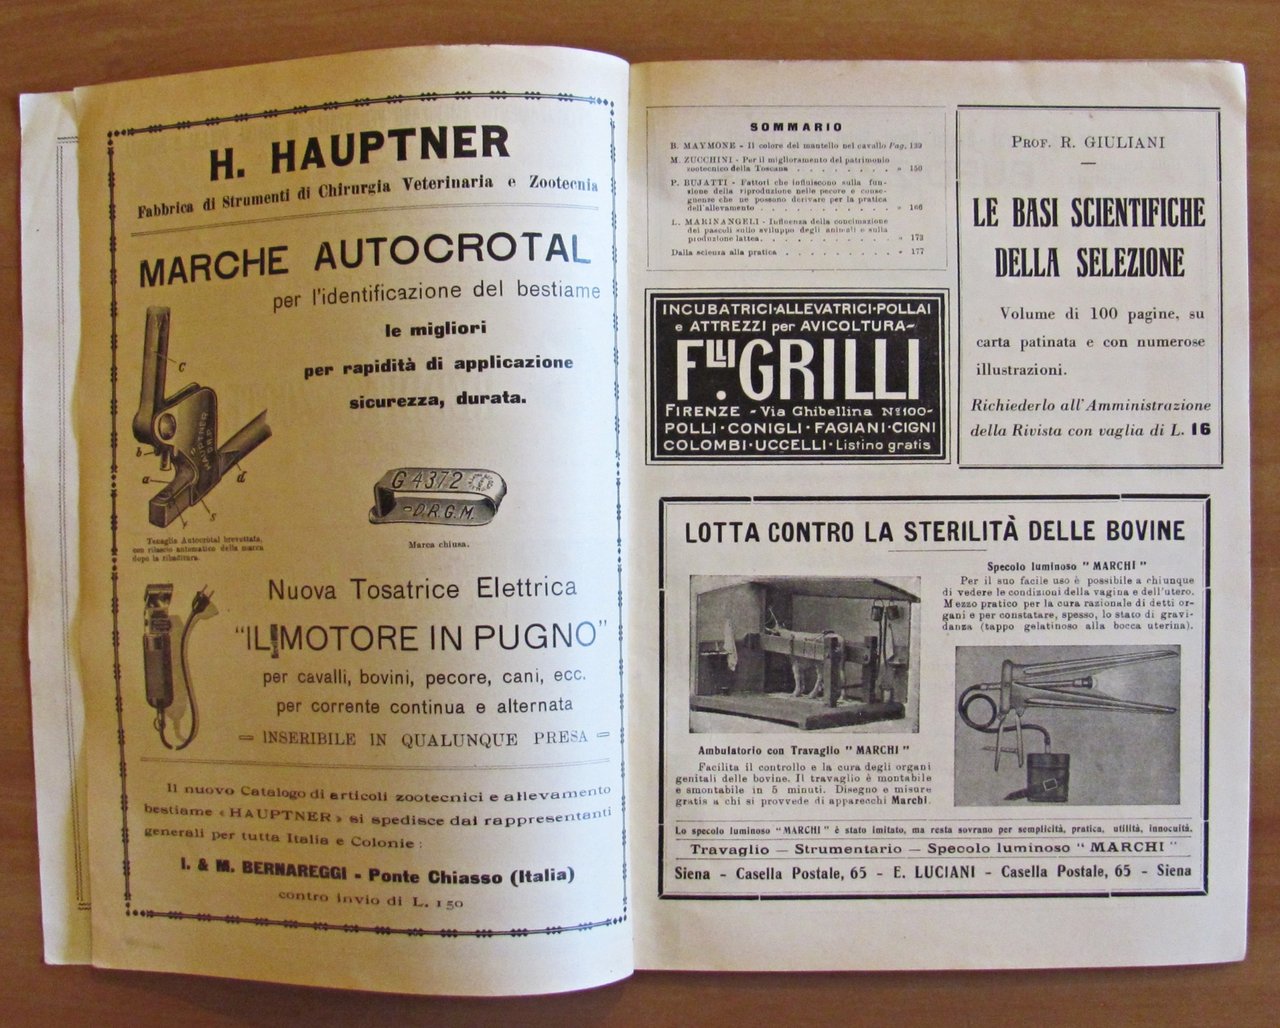 H. HAUPTNER
Fabbrica di Strumenti di Chirurgia Veterinaria e Zootecnia
MARCHE AUTOCROTAL
per l'identificazione del bestiame
le migliori
per rapidità di applicazione
sicurezza, durata.
c
b
a
d
s
HAUPTNER
D.R.P.
Tenaglia Autocrotal brevettata,
con rilascio automatico della marca
dopo la ribaditura.
G 4372
-D.R.G.M.
Marca chiusa.
Nuova Tosatrice Elettrica
"IL MOTORE IN PUGNO"
per cavalli, bovini, pecore, cani, ecc.
per corrente continua e alternata
= INSERIBILE IN QUALUNQUE PRESA =
Il nuovo Catalogo di articoli zootecnici e allevamento
bestiame « HAUPTNER » si spedisce dai rappresentanti
generali per tutta Italia e Colonie :
I. & M. BERNAREGGI - Ponte Chiasso (Italia)
contro invio di L. 1 50
SOMMARIO
B. MAYMONE - Il colore del mantello nel cavallo Pag. 139
M. ZUCCHINI - Per il miglioramento del patrimonio
zootecnico della Toscana . . . . . . . . » 150
P. BUJATTI - Fattori che influiscono sulla fun-
zione della riproduzione nelle pecore e conse-
guenze che ne possono derivare per la pratica
dell'allevamento . . . . . . . . . . . » 166
L. MARINANGELI - Influenza della concimazione
dei pascoli sullo sviluppo degli animali e sulla
produzione lattea. . . . . . . . . . . » 173
Dalla scienza alla pratica . . . . . . . . . » 177
INCUBATRICI·ALLEVATRICI·POLLAI
e ATTREZZI per AVICOLTURA-
F.LLI GRILLI
FIRENZE - Via Ghibellina Nº 100-
POLLI · CONIGLI · FAGIANI · CIGNI
COLOMBI · UCCELLI · Listino gratis
PROF. R. GIULIANI
LE BASI SCIENTIFICHE
DELLA SELEZIONE
Volume di 100 pagine, su
carta patinata e con numerose
illustrazioni.
Richiederlo all'Amministrazione
della Rivista con vaglia di L. 16
LOTTA CONTRO LA STERILITÀ DELLE BOVINE
Specolo luminoso "MARCHI"
Per il suo facile uso è possibile a chiunque
di vedere le condizioni della vagina e dell'utero.
Mezzo pratico per la cura razionale di detti or-
gani e per constatare, spesso, lo stato di gravi-
danza (tappo gelatinoso alla bocca uterina).
Ambulatorio con Travaglio "MARCHI"
Facilita il controllo e la cura degli organi
genitali delle bovine. Il travaglio è montabile
e smontabile in 5 minuti. Disegno e misure
gratis a chi si provvede di apparecchi Marchi.
Lo specolo luminoso "MARCHI" è stato imitato, ma resta sovrano per semplicità, pratica, utilità, innocuità.
Travaglio — Strumentario — Specolo luminoso "MARCHI"
Siena - Casella Postale, 65 - E. LUCIANI - Casella Postale, 65 - Siena